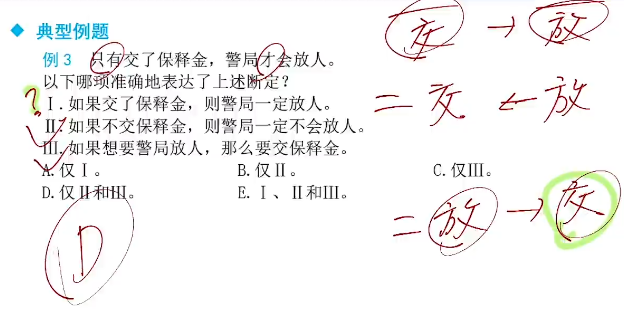 ◆ 典型例题
例3 只有交了保释金，警局才会放人。
以下哪项准确地表达了上述断定？
? Ⅰ.如果交了保释金，则警局一定放人。
Ⅱ.如果不交保释金，则警局一定不会放人。
Ⅲ.如果想要警局放人，那么要交保释金。
A.仅Ⅰ。 B.仅Ⅱ。 C.仅Ⅲ。
D.仅Ⅱ和Ⅲ。 E.Ⅰ、Ⅱ和Ⅲ。
D
交 → 放
= 交 ← 放
= 放 → 交